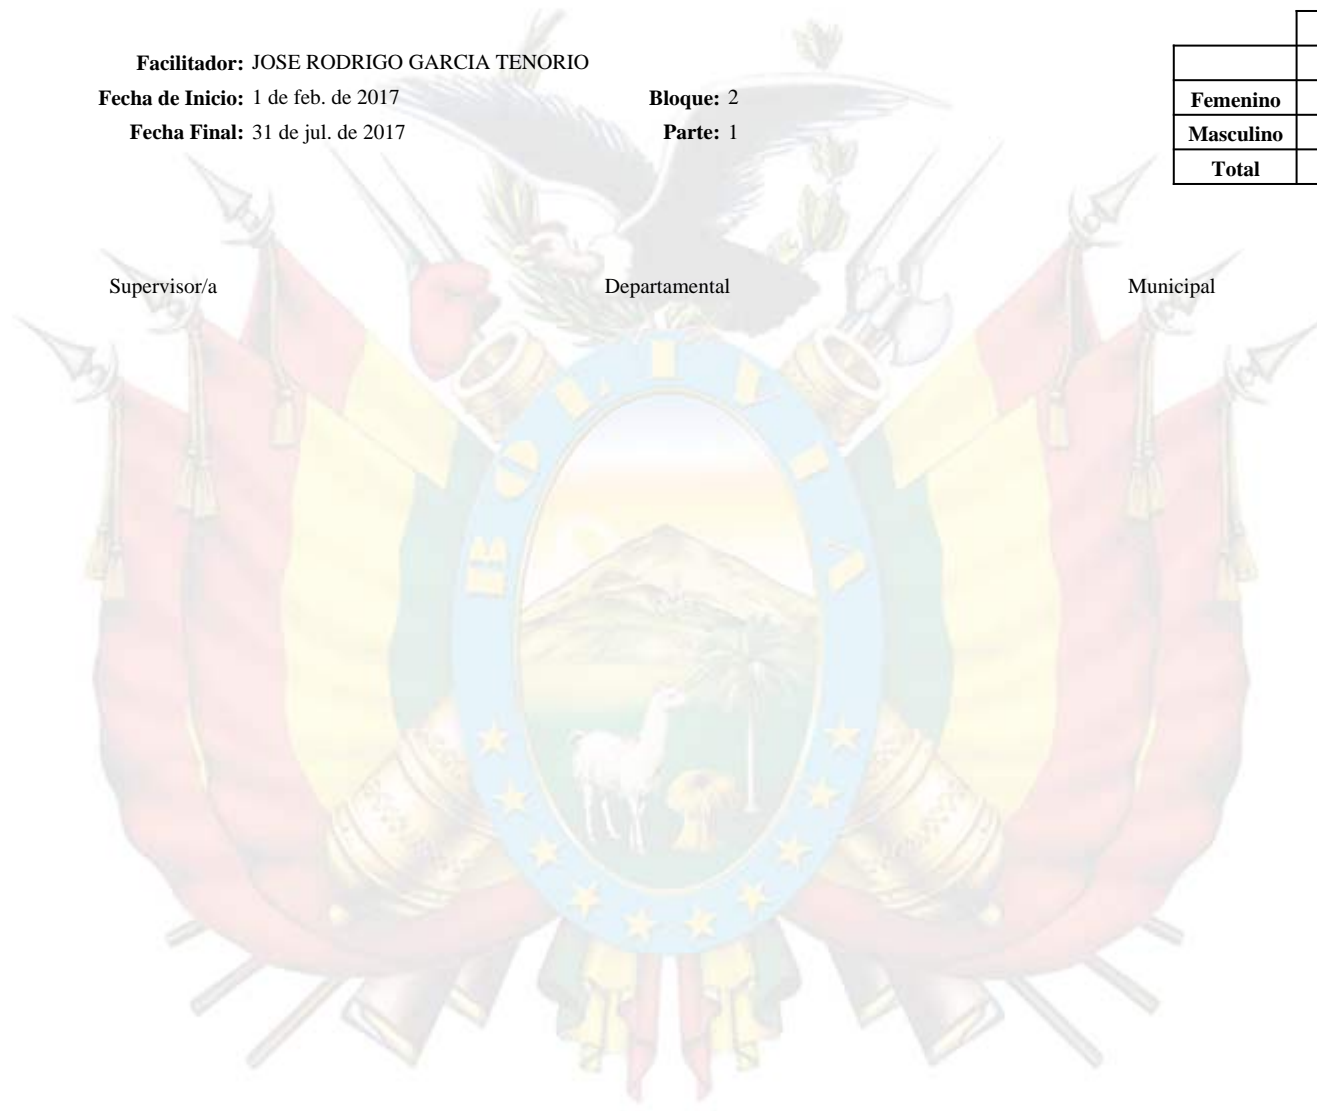 Facilitador: JOSE RODRIGO GARCIA TENORIO
Fecha de Inicio: 1 de feb. de 2017 Bloque: 2
Fecha Final: 31 de jul. de 2017 Parte: 1
Femenino
Masculino
Total
Supervisor/a Departamental Municipal
BOLIVIA